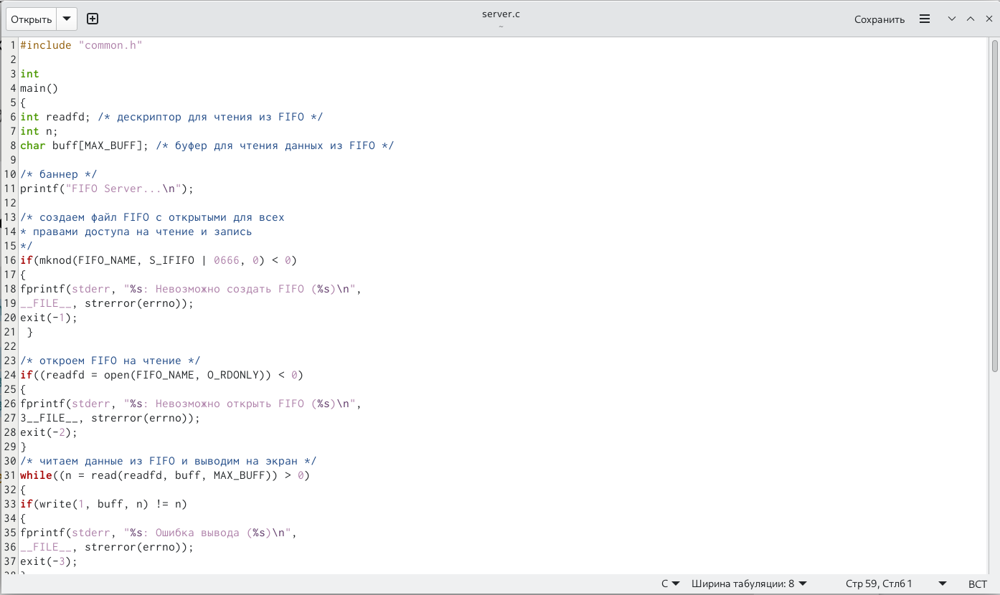 Открыть
server.c
~
Сохранить
1 #include "common.h"
2
3 int
4 main()
5 {
6 int readfd; /* дескриптор для чтения из FIFO */
7 int n;
8 char buff[MAX_BUFF]; /* буфер для чтения данных из FIFO */
9
10 /* баннер */
11 printf("FIFO Server...\n");
12
13 /* создаем файл FIFO с открытыми для всех
14 * правами доступа на чтение и запись
15 */
16 if(mknod(FIFO_NAME, S_IFIFO | 0666, 0) < 0)
17 {
18 fprintf(stderr, "%s: Невозможно создать FIFO (%s)\n",
19 __FILE__, strerror(errno));
20 exit(-1);
21  }
22
23 /* откроем FIFO на чтение */
24 if((readfd = open(FIFO_NAME, O_RDONLY)) < 0)
25 {
26 fprintf(stderr, "%s: Невозможно открыть FIFO (%s)\n",
27 3__FILE__, strerror(errno));
28 exit(-2);
29 }
30 /* читаем данные из FIFO и выводим на экран */
31 while((n = read(readfd, buff, MAX_BUFF)) > 0)
32 {
33 if(write(1, buff, n) != n)
34 {
35 fprintf(stderr, "%s: Ошибка вывода (%s)\n",
36 __FILE__, strerror(errno));
37 exit(-3);
C
Ширина табуляции: 8
Стр 59, Стлб 1
ВСТ